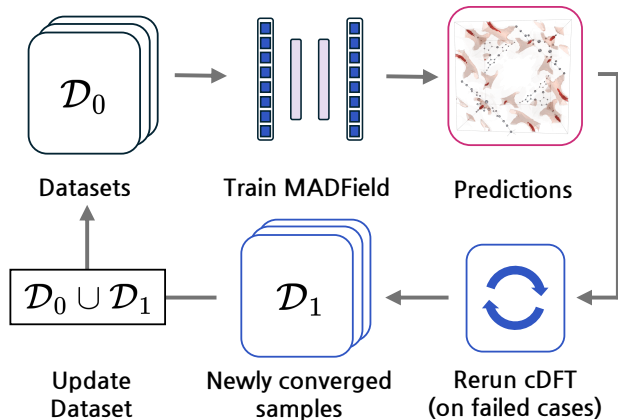 𝒟₀
Datasets
Train MADField
Predictions
𝒟₀ ∪ 𝒟₁
𝒟₁
Update
Dataset
Newly converged
samples
Rerun cDFT
(on failed cases)